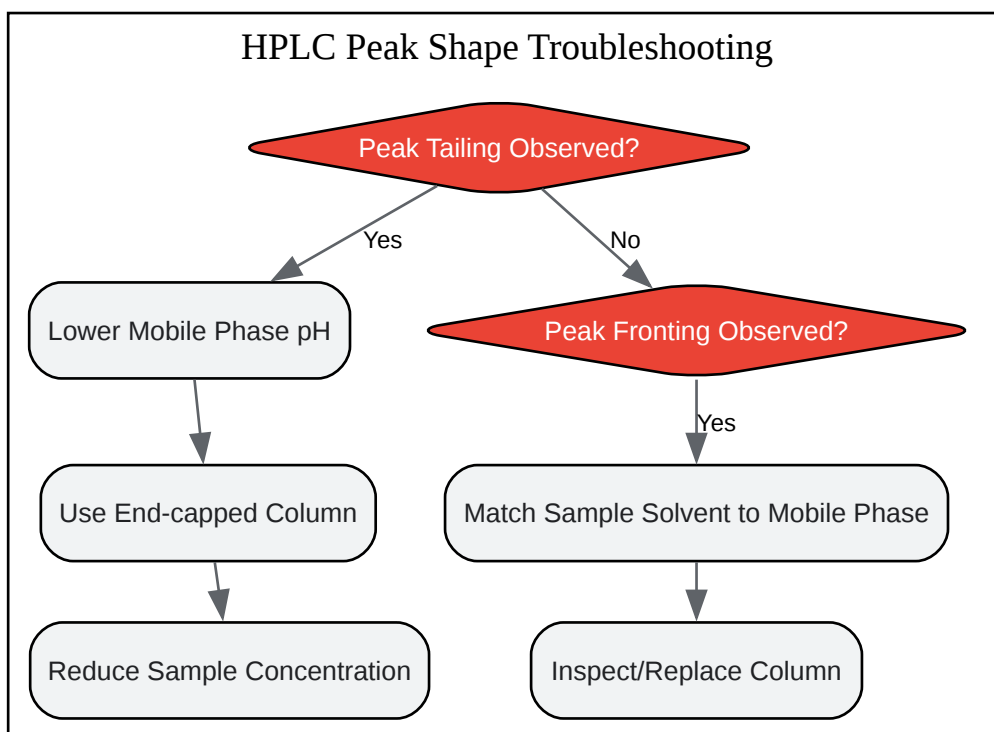 HPLC Peak Shape Troubleshooting
Peak Tailing Observed?
Yes
No
Lower Mobile Phase pH
Peak Fronting Observed?
Yes
Use End-capped Column
Match Sample Solvent to Mobile Phase
Reduce Sample Concentration
Inspect/Replace Column